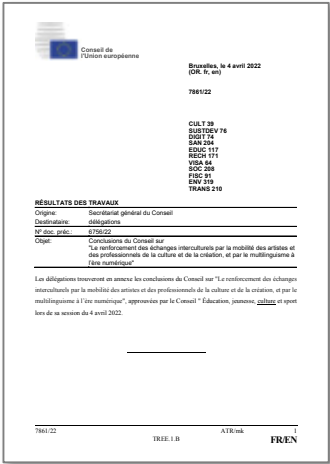 Conseil de
l'Union européenne
Bruxelles, le 4 avril 2022
(OR. fr, en)
7861/22
CULT 39
SUSTDEV 76
DIGIT 74
SAN 204
EDUC 117
RECH 171
VISA 64
SOC 208
FISC 91
ENV 319
TRANS 210
RÉSULTATS DES TRAVAUX
Origine: Secrétariat général du Conseil
Destinataire: délégations
Nº doc. préc.: 6756/22
Objet: Conclusions du Conseil sur
"Le renforcement des échanges interculturels par la mobilité des artistes et
des professionnels de la culture et de la création, et par le multilinguisme à
l'ère numérique"
Les délégations trouveront en annexe les conclusions du Conseil sur "Le renforcement des échanges
interculturels par la mobilité des artistes et des professionnels de la culture et de la création, et par le
multilinguisme à l'ère numérique", approuvées par le Conseil " Éducation, jeunesse, culture et sport
lors de sa session du 4 avril 2022.
7861/22 ATR/mk 1
TREE.1.B FR/EN